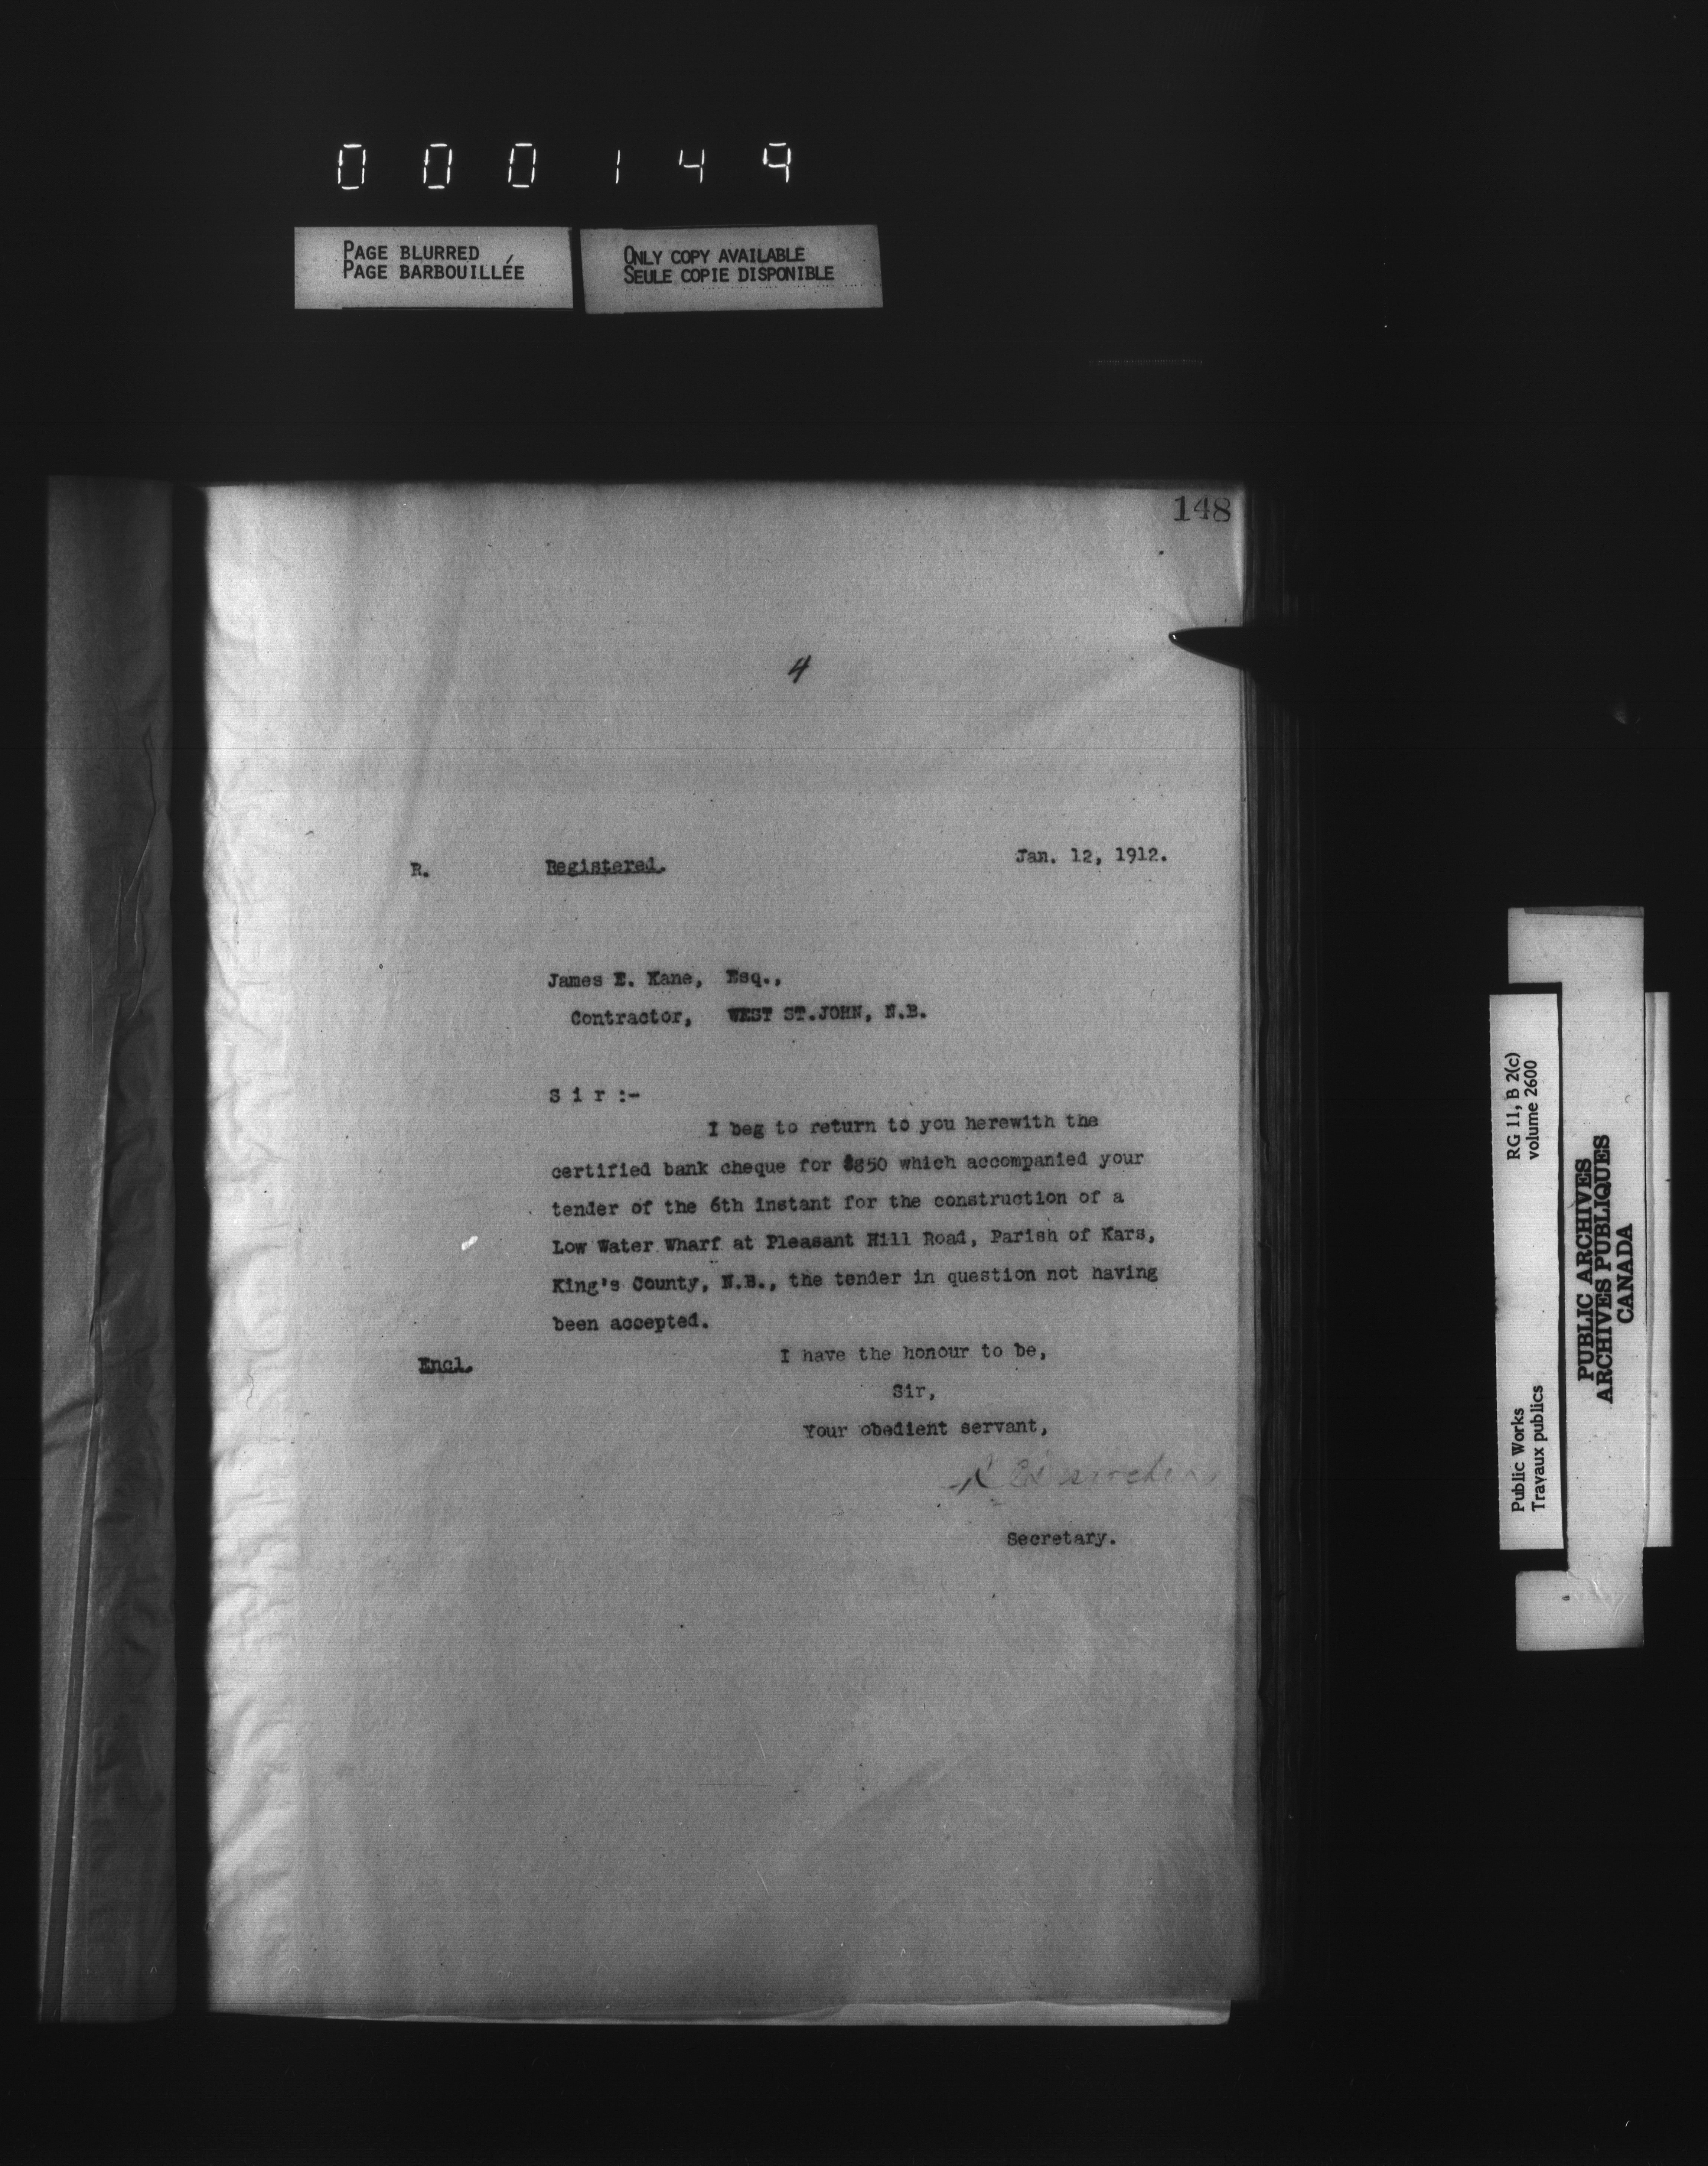 000149
PAGE BLURRED
PAGE BARBOUILLÉE
ONLY COPY AVAILABLE
SEULE COPIE DISPONIBLE
148
4
R. Registered. Jan. 12, 1912.
James E. Kane, Esq.,
Contractor, WEST ST.JOHN, N.B.
S i r :-
I beg to return to you herewith the
certified bank cheque for $850 which accompanied your
tender of the 6th instant for the construction of a
Low Water Wharf at Pleasant Hill Road, Parish of Kars,
King's County, N.B., the tender in question not having
been accepted.
Encl. I have the honour to be,
Sir,
Your obedient servant,
Secretary.
RG 11, B 2(c)
volume 2600
Public Works
Travaux publics
PUBLIC ARCHIVES
ARCHIVES PUBLIQUES
CANADA